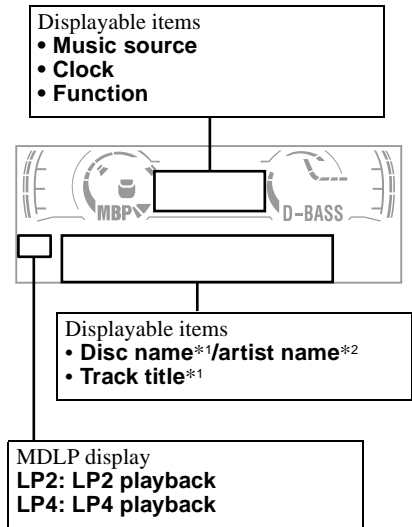 Displayable items
• Music source
• Clock
• Function
MBP
D-BASS
Displayable items
• Disc name*1/artist name*2
• Track title*1
MDLP display
LP2: LP2 playback
LP4: LP4 playback